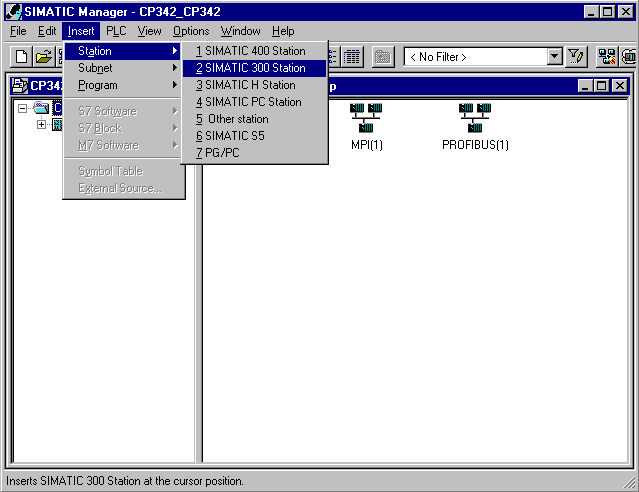 SIMATIC Manager - CP342_CP342
File Edit Insert PLC View Options Window Help
< No Filter >
Station
Subnet
Program
S7 Software
S7 Block
M7 Software
Symbol Table
External Source...
1 SIMATIC 400 Station
2 SIMATIC 300 Station
3 SIMATIC H Station
4 SIMATIC PC Station
5 Other station
6 SIMATIC S5
7 PG/PC
CP342
p
C
MPI(1)
PROFIBUS(1)
Inserts SIMATIC 300 Station at the cursor position.